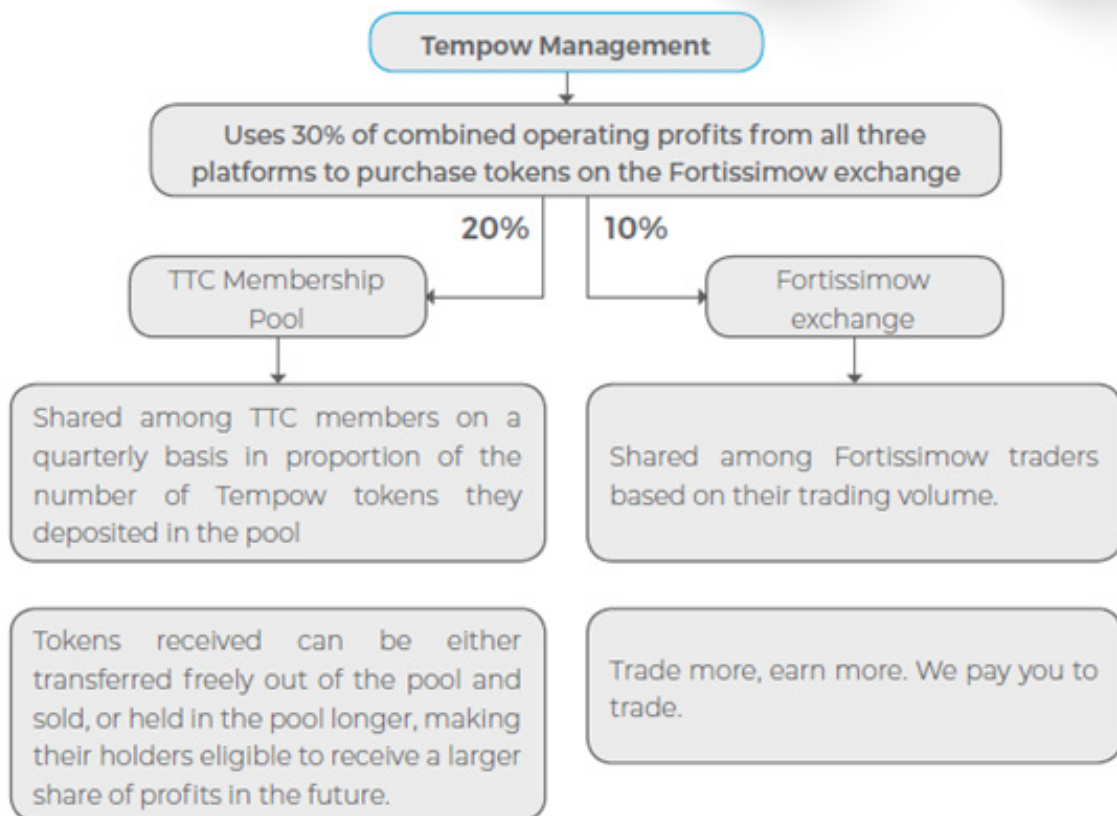 Tempow Management
Uses 30% of combined operating profits from all three
platforms to purchase tokens on the Fortissimow exchange
20%
10%
TTC Membership
Pool
Fortissimow
exchange
Shared among TTC members on a
quarterly basis in proportion of the
number of Tempow tokens they
deposited in the pool
Shared among Fortissimow traders
based on their trading volume.
Tokens received can be either
transferred freely out of the pool and
sold, or held in the pool longer, making
their holders eligible to receive a larger
share of profits in the future.
Trade more, earn more. We pay you to
trade.